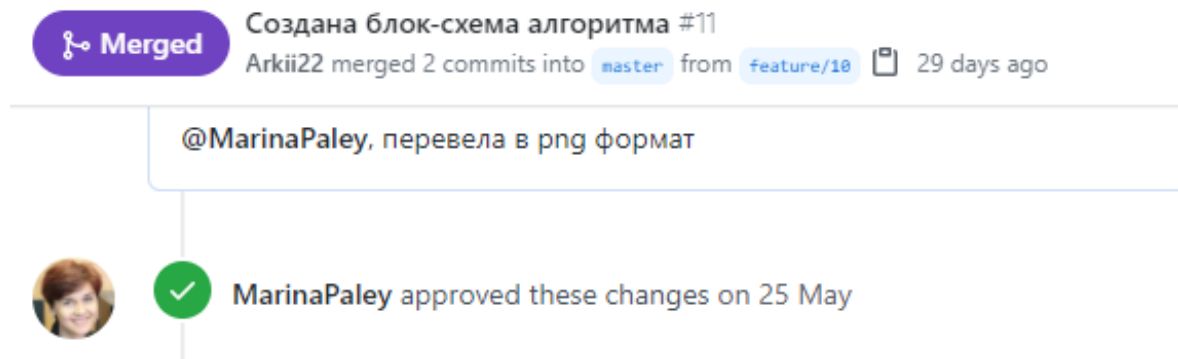 Merged
Создана блок-схема алгоритма #11
Arkii22 merged 2 commits into master from feature/10 29 days ago
@MarinaPaley, перевела в png формат
MarinaPaley approved these changes on 25 May